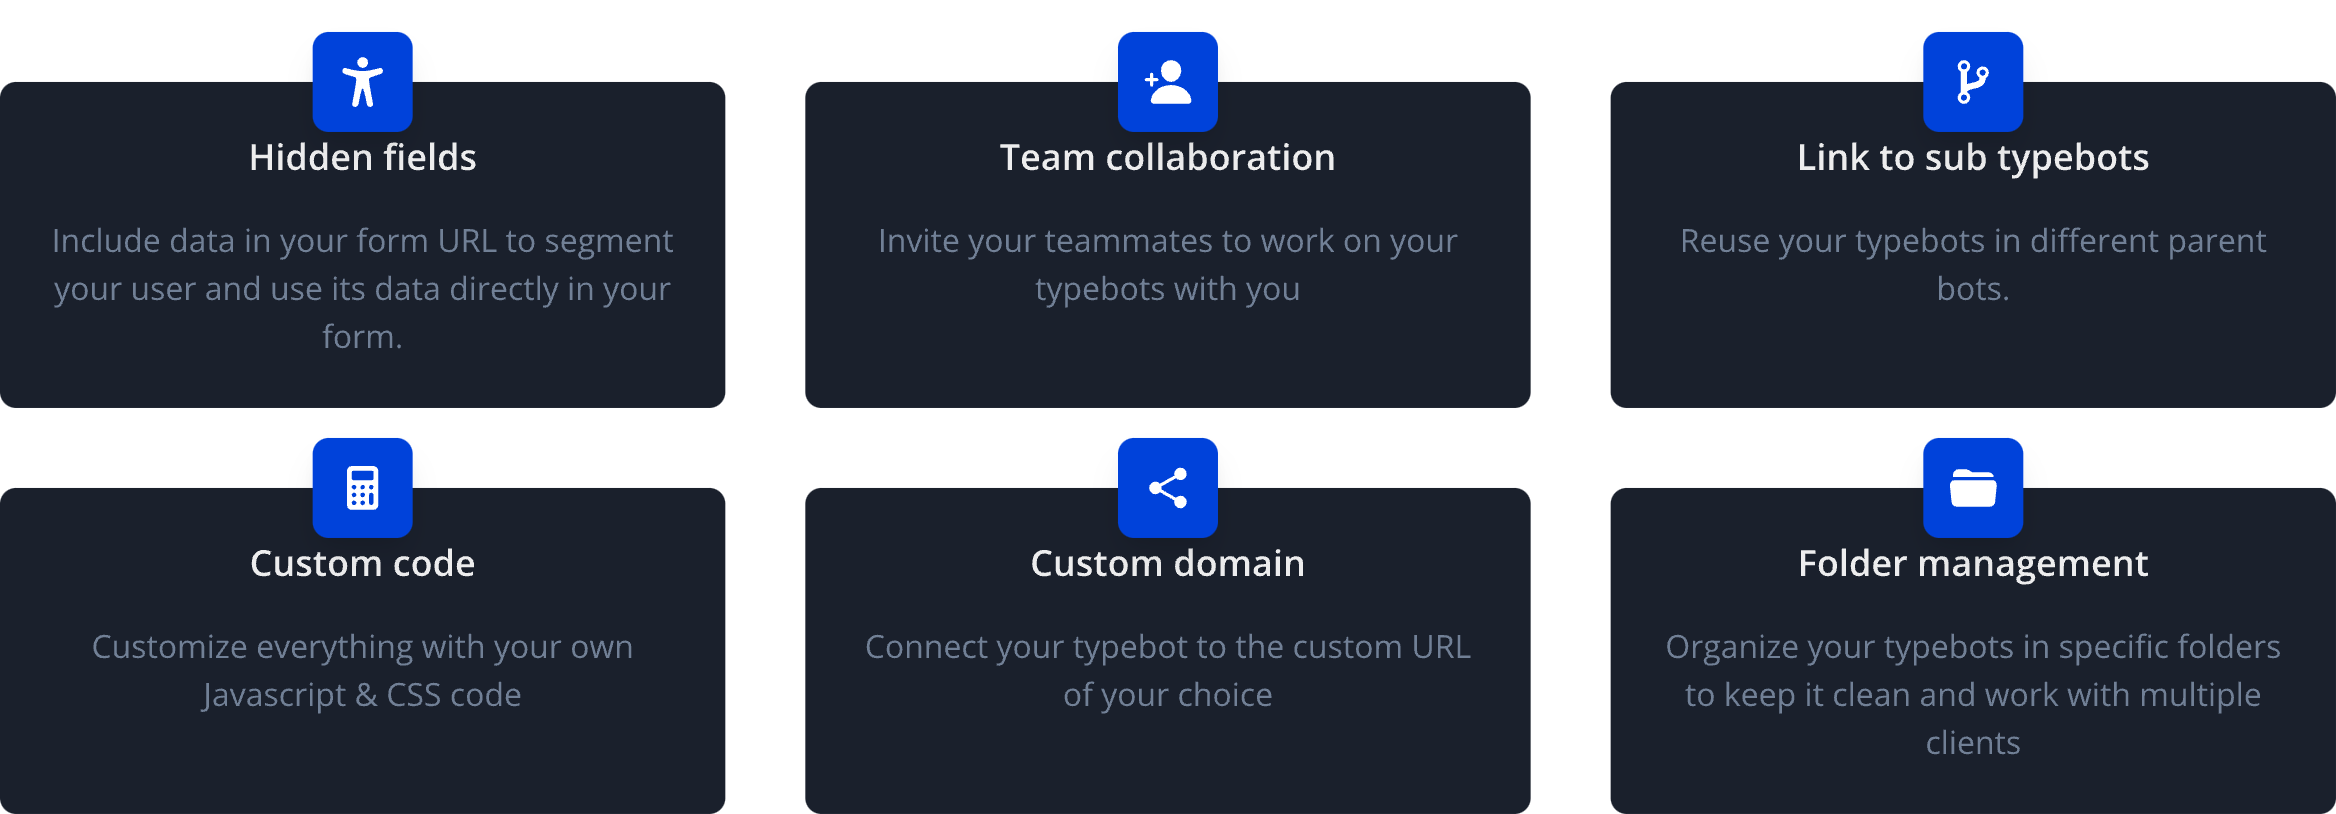 Hidden fields
Include data in your form URL to segment
your user and use its data directly in your
form.
Team collaboration
Invite your teammates to work on your
typebots with you
Link to sub typebots
Reuse your typebots in different parent
bots.
Custom code
Customize everything with your own
Javascript & CSS code
Custom domain
Connect your typebot to the custom URL
of your choice
Folder management
Organize your typebots in specific folders
to keep it clean and work with multiple
clients